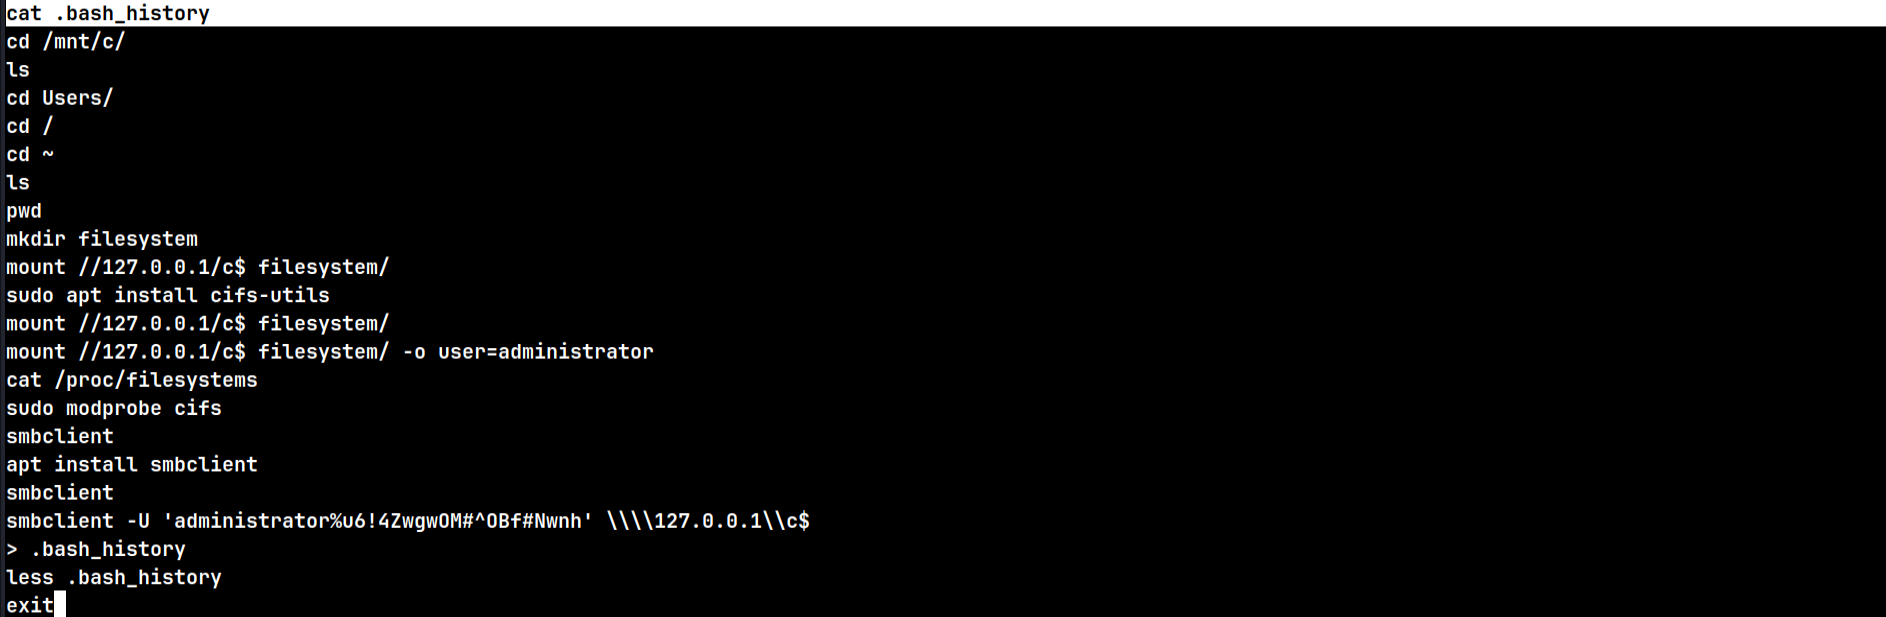 cat .bash_history
cd /mnt/c/
ls
cd Users/
cd /
cd ~
ls
pwd
mkdir filesystem
mount //127.0.0.1/c$ filesystem/
sudo apt install cifs-utils
mount //127.0.0.1/c$ filesystem/
mount //127.0.0.1/c$ filesystem/ -o user=administrator
cat /proc/filesystems
sudo modprobe cifs
smbclient
apt install smbclient
smbclient
smbclient -U 'administrator%u6!4ZwgwOM#^OBf#Nwnh' \\\\127.0.0.1\\c$
> .bash_history
less .bash_history
exit